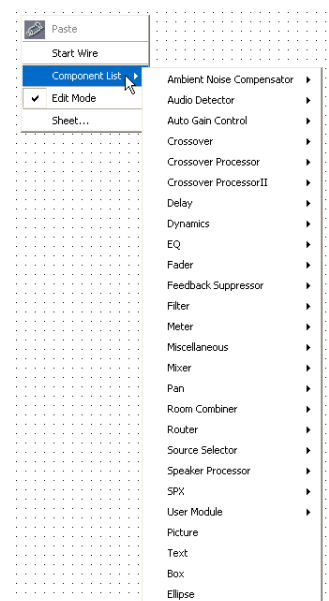 Paste
Start Wire
Component List
Edit Mode
Sheet...
Ambient Noise Compensator
Audio Detector
Auto Gain Control
Crossover
Crossover Processor
Crossover ProcessorII
Delay
Dynamics
EQ
Fader
Feedback Suppressor
Filter
Meter
Miscellaneous
Mixer
Pan
Room Combiner
Router
Source Selector
Speaker Processor
SPX
User Module
Picture
Text
Box
Ellipse